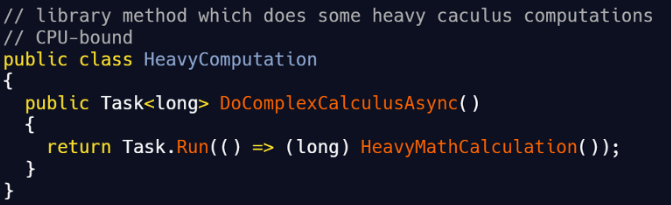 // library method which does some heavy caculus computations
// CPU-bound
public class HeavyComputation
{
  public Task<long> DoComplexCalculusAsync()
  {
    return Task.Run(() => (long) HeavyMathCalculation());
  }
}